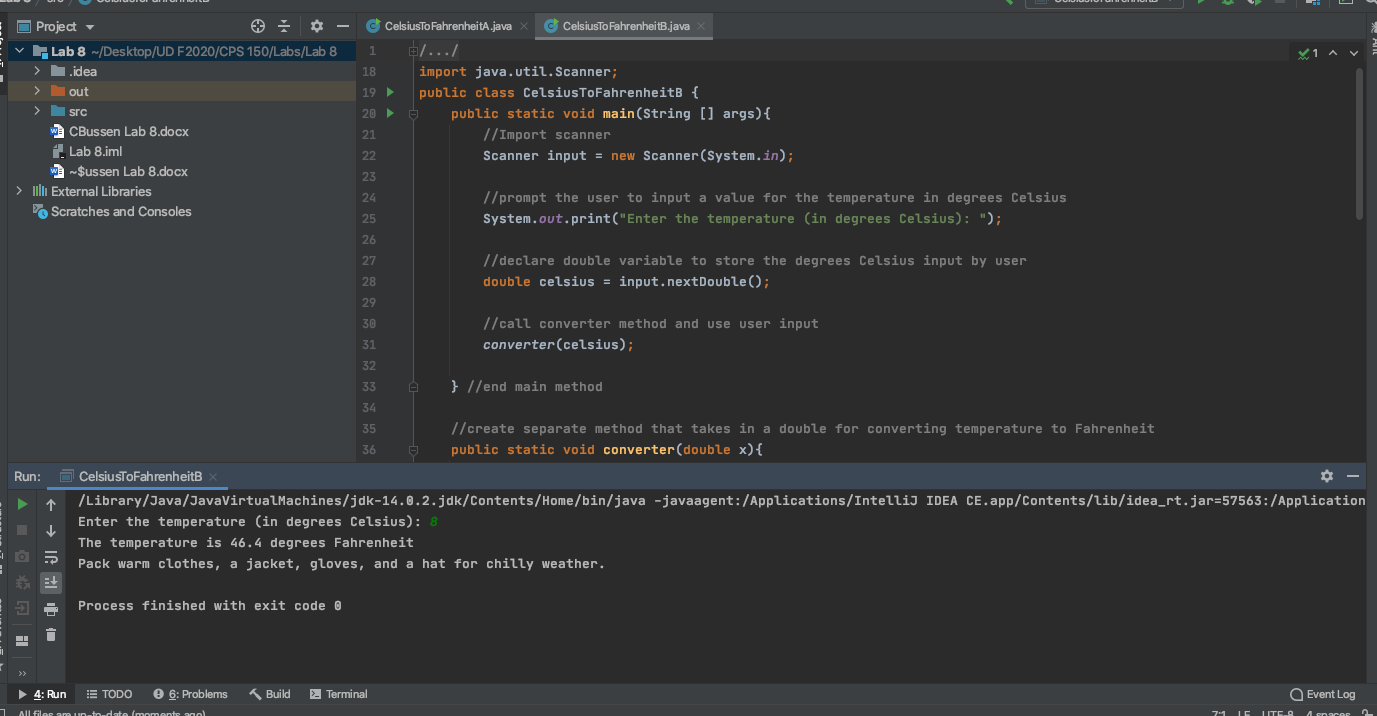 Project
CelsiusToFahrenheitA.java
CelsiusToFahrenheitB.java
Lab 8 ~/Desktop/UD F2020/CPS 150/Labs/Lab 8
.idea
out
src
CBussen Lab 8.docx
Lab 8.iml
~$ussen Lab 8.docx
External Libraries
Scratches and Consoles
1 /.../
18 import java.util.Scanner;
19 public class CelsiusToFahrenheitB {
20 public static void main(String [] args){
21 //Import scanner
22 Scanner input = new Scanner(System.in);
23
24 //prompt the user to input a value for the temperature in degrees Celsius
25 System.out.print("Enter the temperature (in degrees Celsius): ");
26
27 //declare double variable to store the degrees Celsius input by user
28 double celsius = input.nextDouble();
29
30 //call converter method and use user input
31 converter(celsius);
32
33 } //end main method
34
35 //create separate method that takes in a double for converting temperature to Fahrenheit
36 public static void converter(double x){
1
Run: CelsiusToFahrenheitB
/Library/Java/JavaVirtualMachines/jdk-14.0.2.jdk/Contents/Home/bin/java -javaagent:/Applications/IntelliJ IDEA CE.app/Contents/lib/idea_rt.jar=57563:/Application
Enter the temperature (in degrees Celsius): 8
The temperature is 46.4 degrees Fahrenheit
Pack warm clothes, a jacket, gloves, and a hat for chilly weather.
Process finished with exit code 0
4: Run TODO 6: Problems Build Terminal Event Log
All files are up-to-date (moments ago) 7:1 LF UTF-8 4 spaces